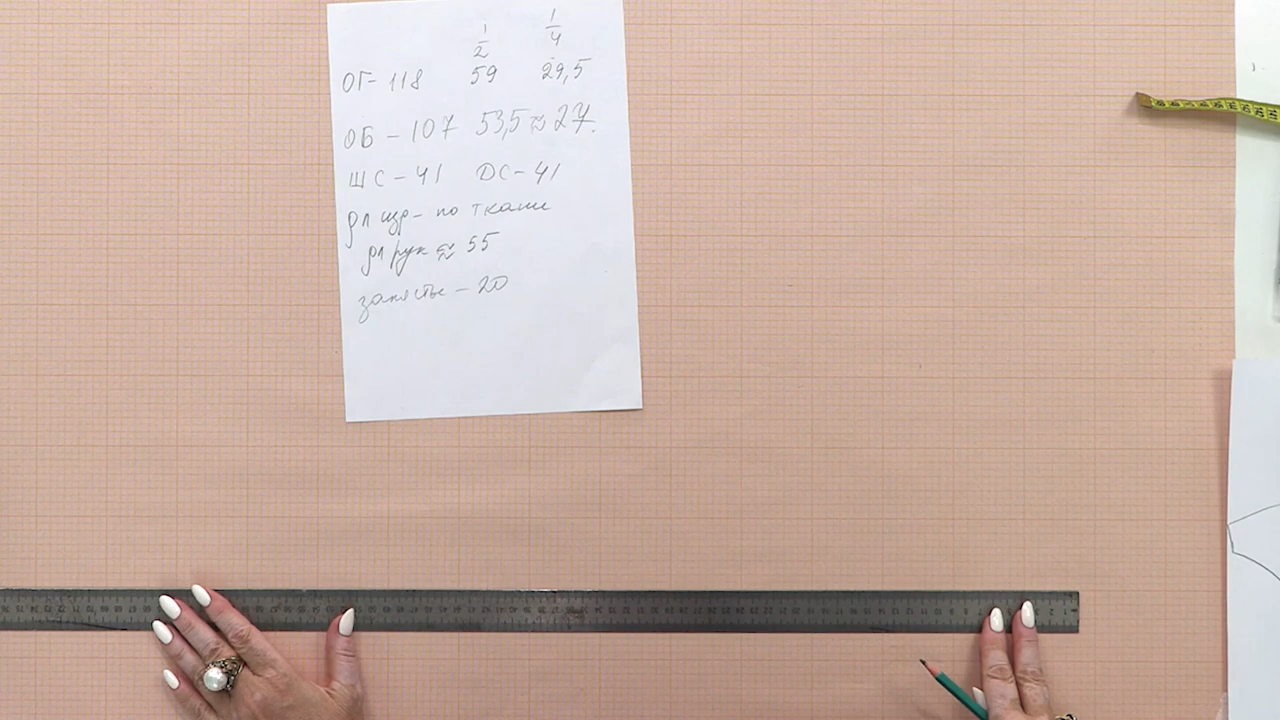 1/2 1/4
ОГ- 118 59 29,5
ОБ - 107 53,5 ≈ 27.
ШС - 41 ДС - 41
дл изр - по ткани
дл рук ≈ 55
запястье - 20